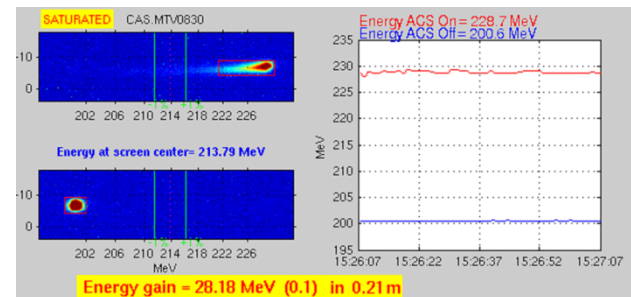 SATURATED CAS.MTV0830
-10
0
202 206 210 214 218 222 226
-1% +1%
Energy at screen center= 213.79 MeV
-10
0
202 206 210 214 218 222 226
-1% +1%
MeV
Energy gain = 28.18 MeV (0.1) in 0.21 m
Energy ACS On = 228.7 MeV
Energy ACS Off= 200.6 MeV
235
230
225
220
215
210
205
200
195
MeV
15:26:07 15:26:22 15:26:37 15:26:52 15:27:07